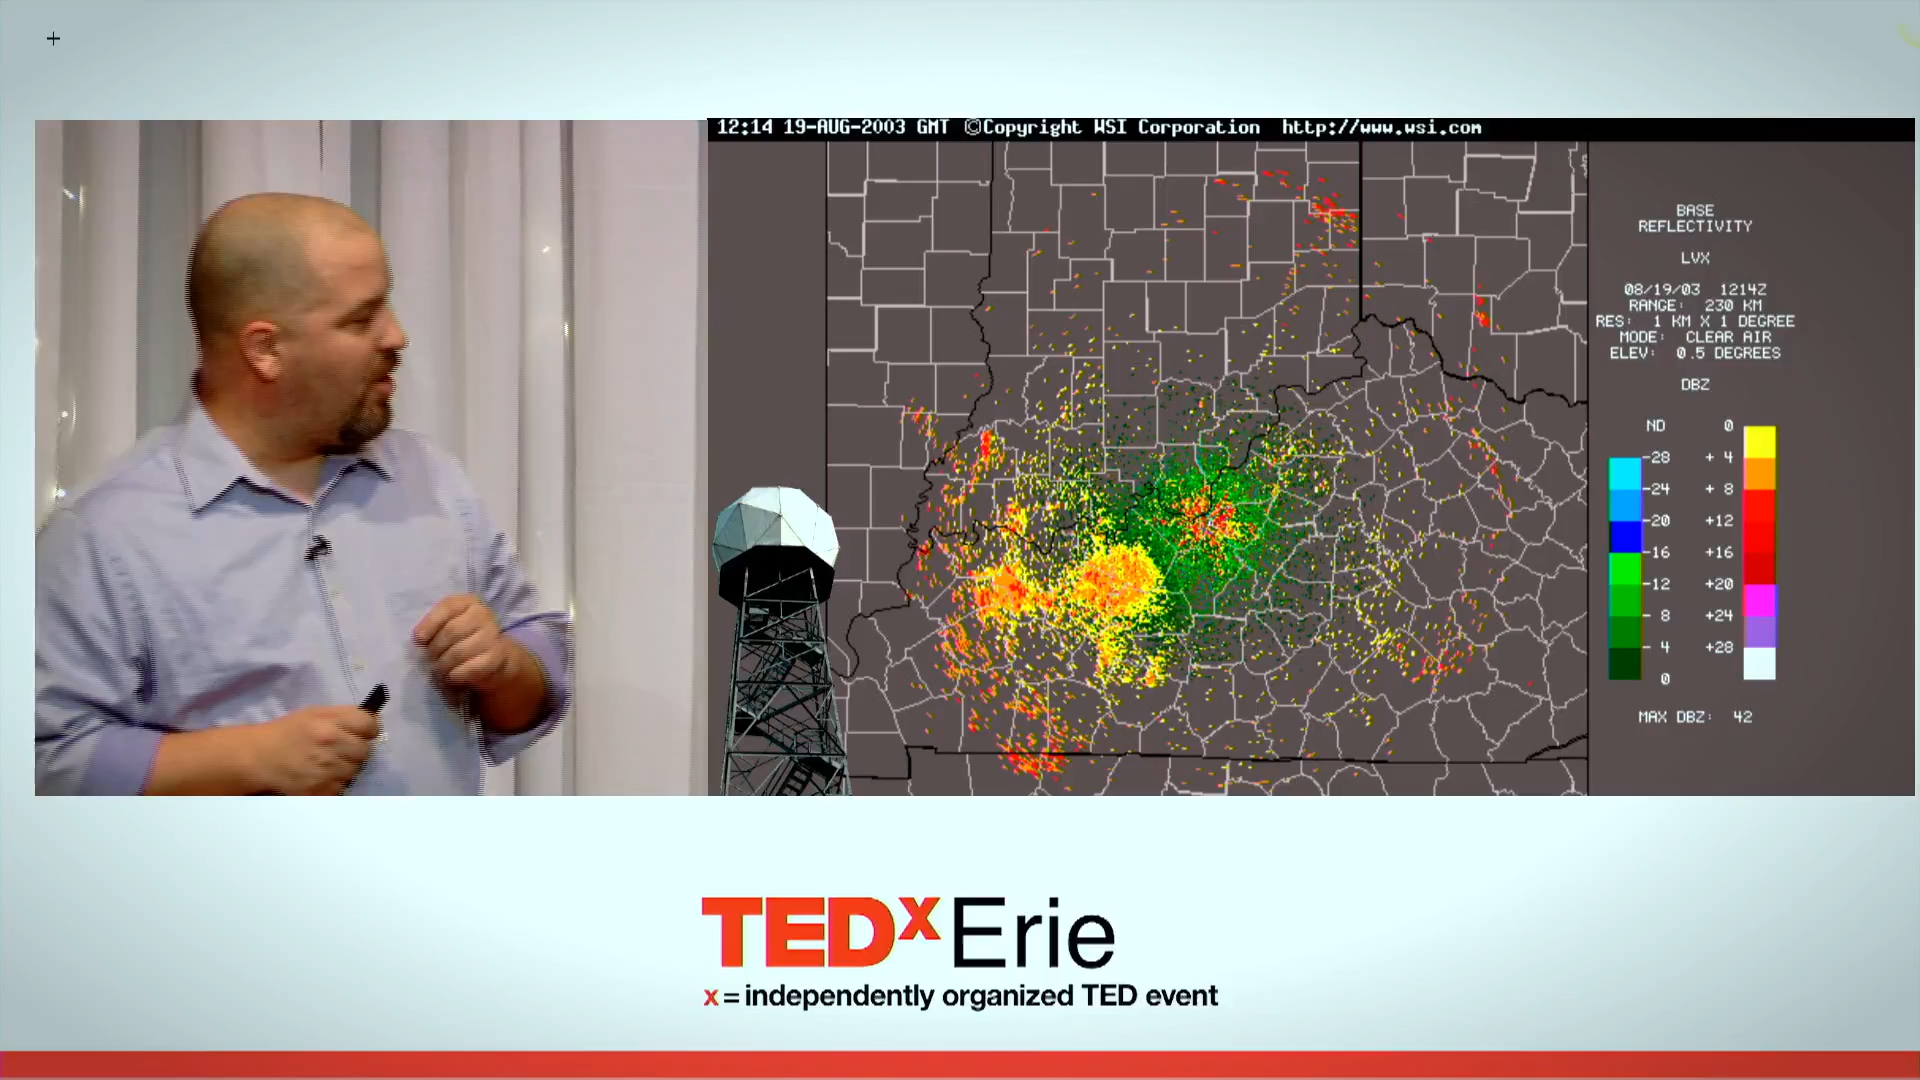 12:14 19-AUG-2003 GMT ©Copyright WSI Corporation http://www.wsi.com
BASE
REFLECTIVITY
LVX
08/19/03 1214Z
RANGE: 230 KM
RES: 1 KM X 1 DEGREE
MODE: CLEAR AIR
ELEV: 0.5 DEGREES
DBZ
ND 0
-28 + 4
-24 + 8
-20 +12
-16 +16
-12 +20
- 8 +24
- 4 +28
0
MAX DBZ: 42
TEDxErie
x = independently organized TED event